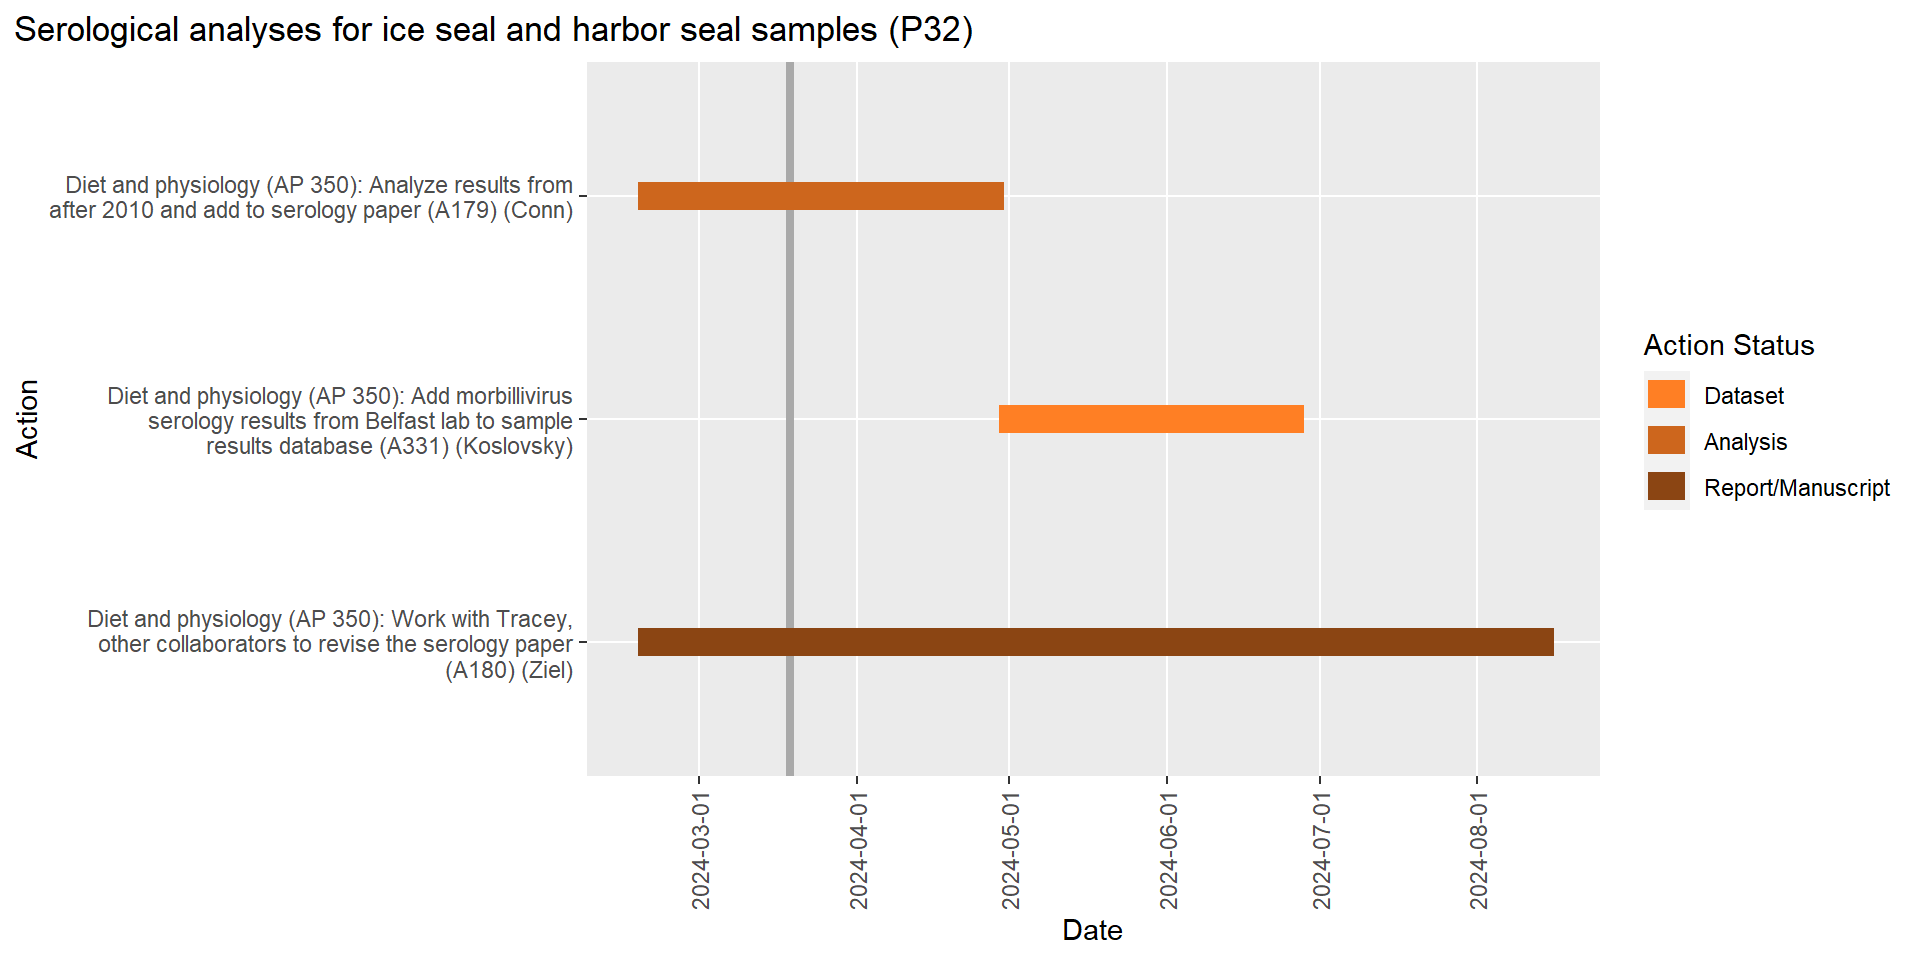 Serological analyses for ice seal and harbor seal samples (P32)
Action
Diet and physiology (AP 350): Analyze results from
after 2010 and add to serology paper (A179) (Conn)
Diet and physiology (AP 350): Add morbillivirus
serology results from Belfast lab to sample
results database (A331) (Koslovsky)
Diet and physiology (AP 350): Work with Tracey,
other collaborators to revise the serology paper
(A180) (Ziel)
2024-03-01
2024-04-01
2024-05-01
2024-06-01
2024-07-01
2024-08-01
Date
Action Status
Dataset
Analysis
Report/Manuscript